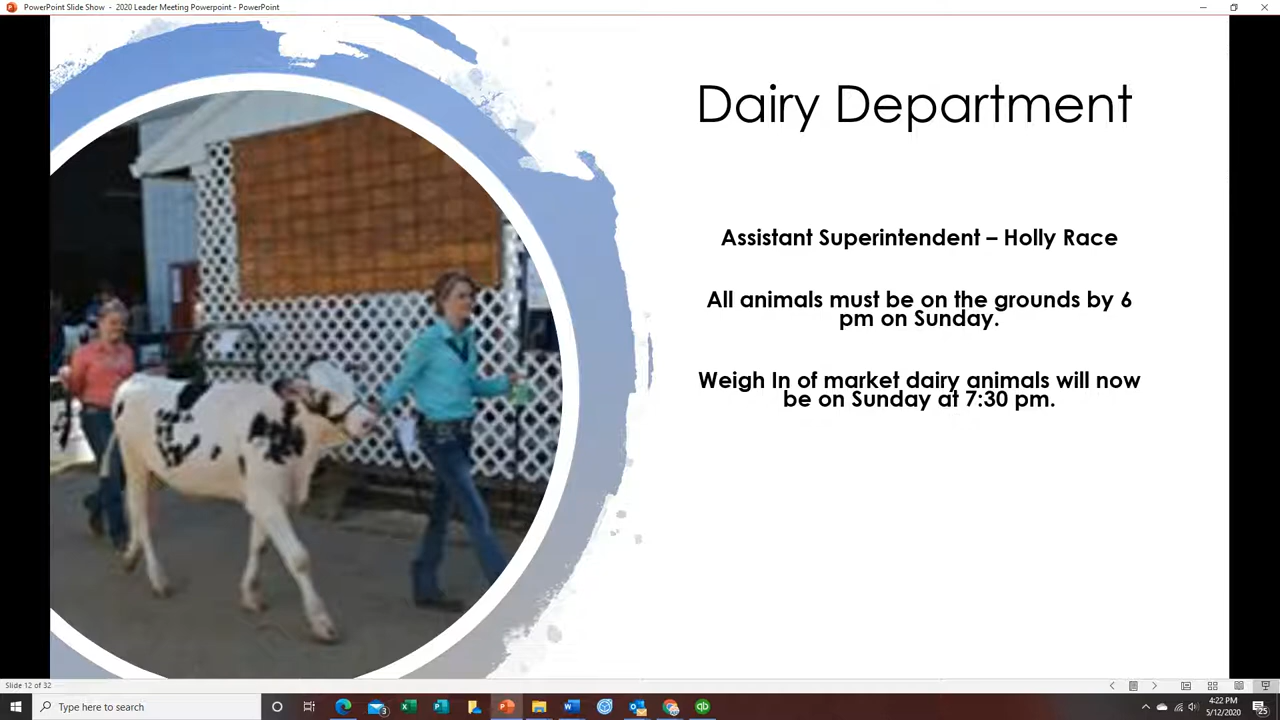 PowerPoint Slide Show - 2020 Leader Meeting Powerpoint - PowerPoint
Dairy Department
Assistant Superintendent – Holly Race
All animals must be on the grounds by 6
pm on Sunday.
Weigh In of market dairy animals will now
be on Sunday at 7:30 pm.
Slide 12 of 32
Type here to search
3
4:22 PM
5/12/2020
25